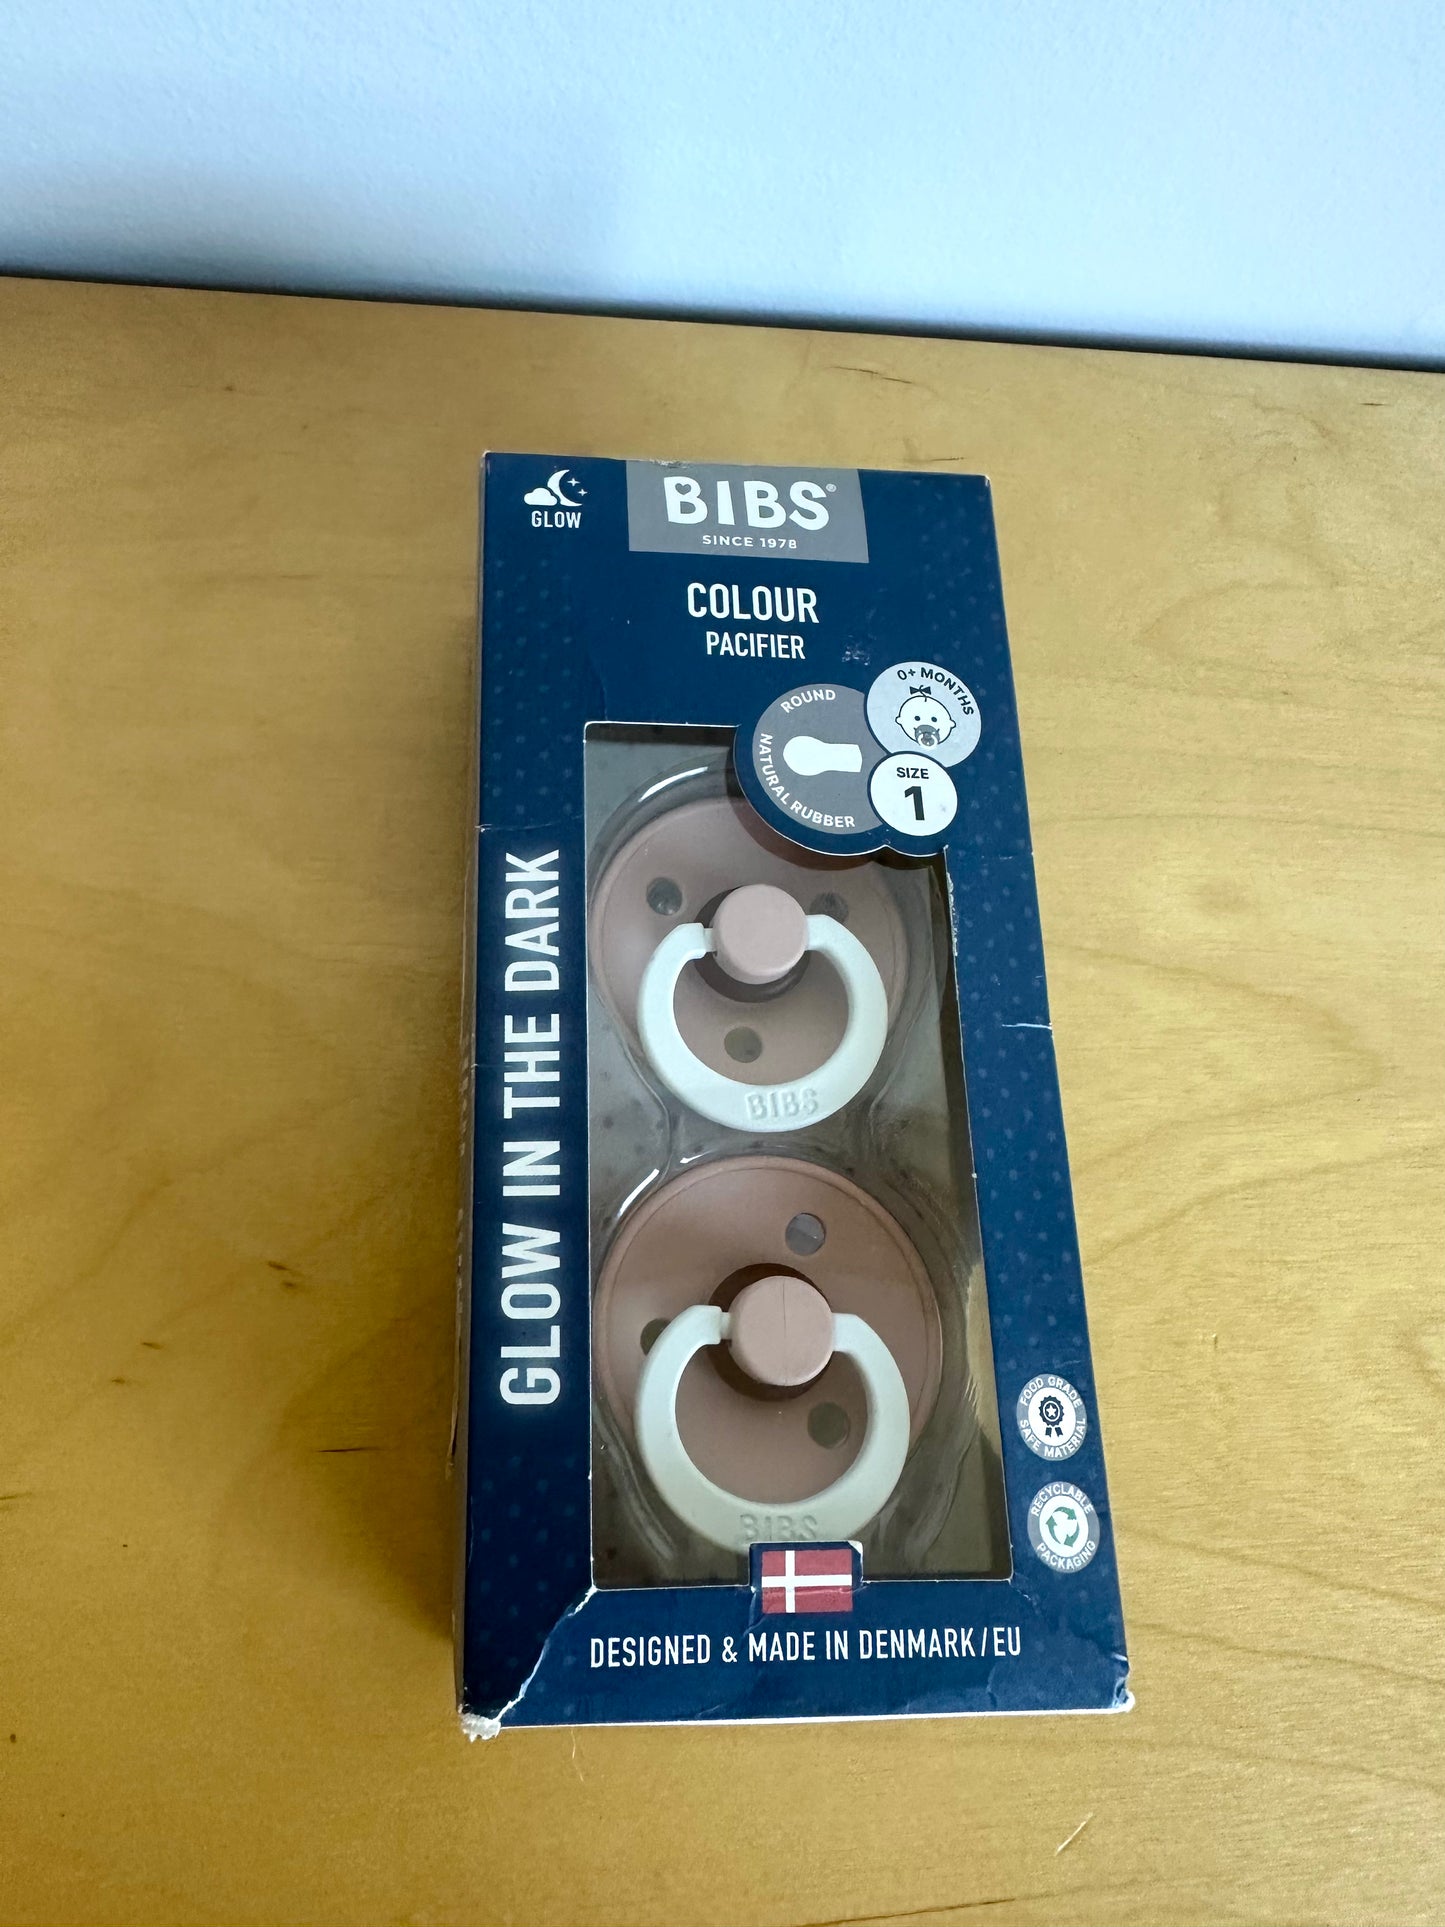 GLOW
BIBS®
SINCE 1978
COLOUR
PACIFIER
ROUND
NATURAL RUBBER
0+ MONTHS
SIZE
1
GLOW IN THE DARK
BIBS
BIBS
FOOD GRADE
SAFE MATERIAL
RECYCLABLE
PACKAGING
DESIGNED & MADE IN DENMARK/EU